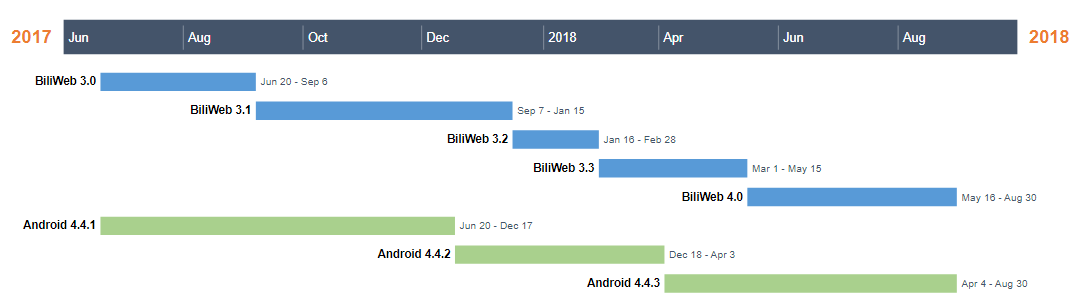 2017 Jun Aug Oct Dec 2018 Apr Jun Aug 2018
BiliWeb 3.0 Jun 20 - Sep 6
BiliWeb 3.1 Sep 7 - Jan 15
BiliWeb 3.2 Jan 16 - Feb 28
BiliWeb 3.3 Mar 1 - May 15
BiliWeb 4.0 May 16 - Aug 30
Android 4.4.1 Jun 20 - Dec 17
Android 4.4.2 Dec 18 - Apr 3
Android 4.4.3 Apr 4 - Aug 30